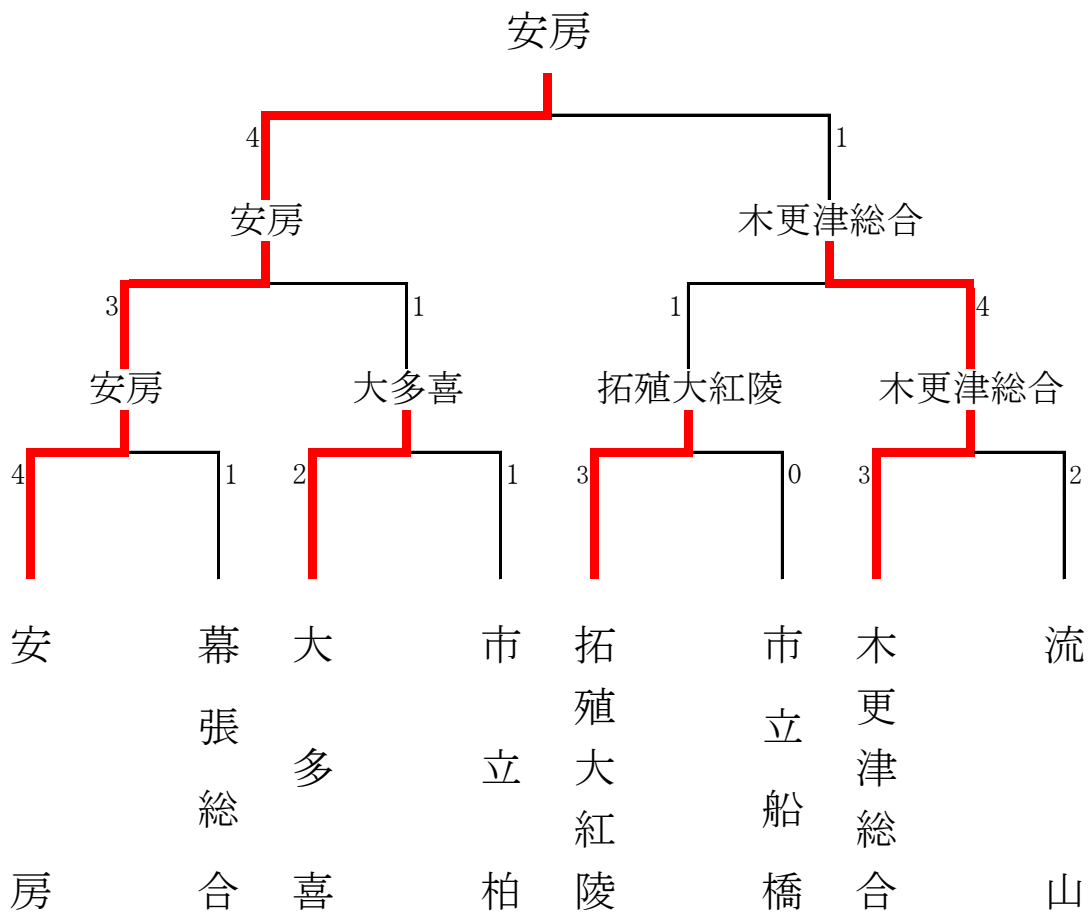 安房
4 1
安房 木更津総合
3 1 1 4
安房 大多喜 拓殖大紅陵 木更津総合
4 1 2 1 3 0 3 2
安房
幕張総合
大多喜
市立柏
拓殖大紅陵
市立船橋
木更津総合
流山